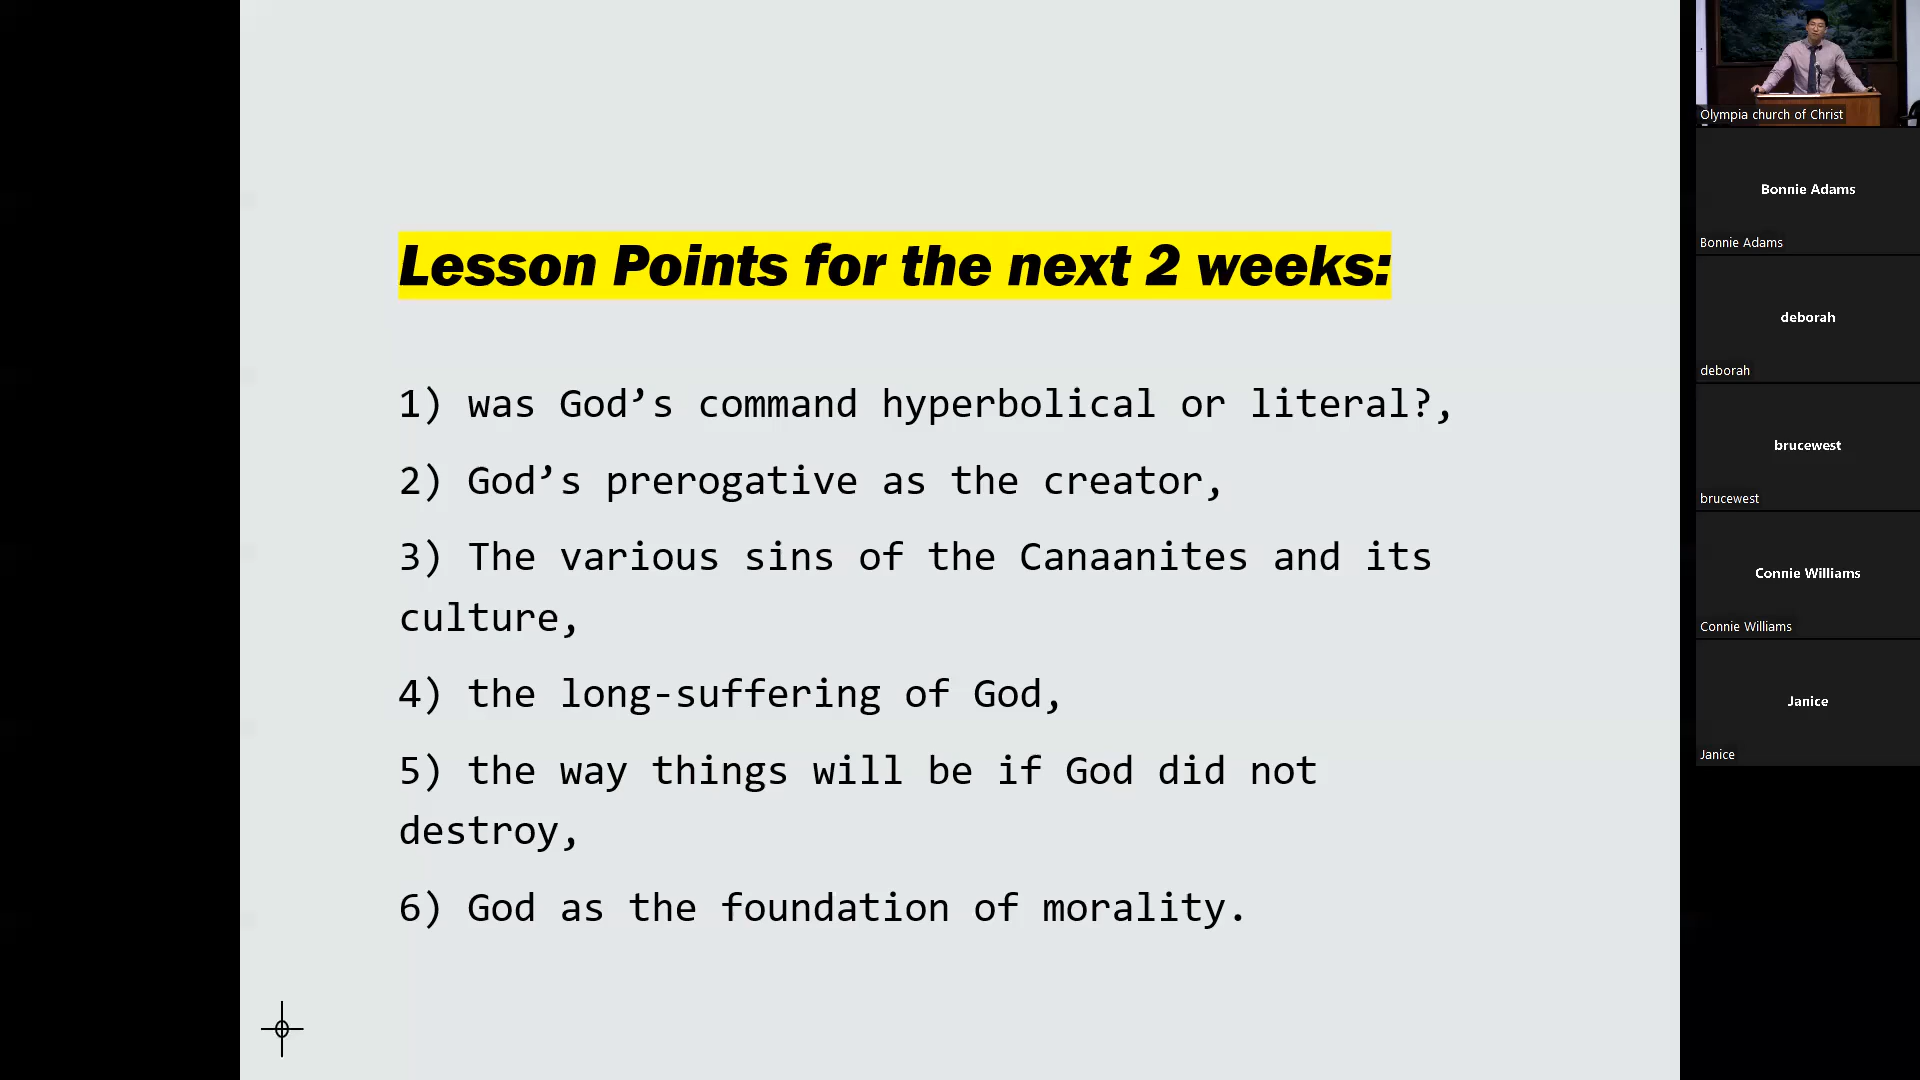 Lesson Points for the next 2 weeks:
1) was God’s command hyperbolical or literal?,
2) God’s prerogative as the creator,
3) The various sins of the Canaanites and its
culture,
4) the long-suffering of God,
5) the way things will be if God did not
destroy,
6) God as the foundation of morality.
Olympia church of Christ
Bonnie Adams
Bonnie Adams
deborah
deborah
brucewest
brucewest
Connie Williams
Connie Williams
Janice
Janice